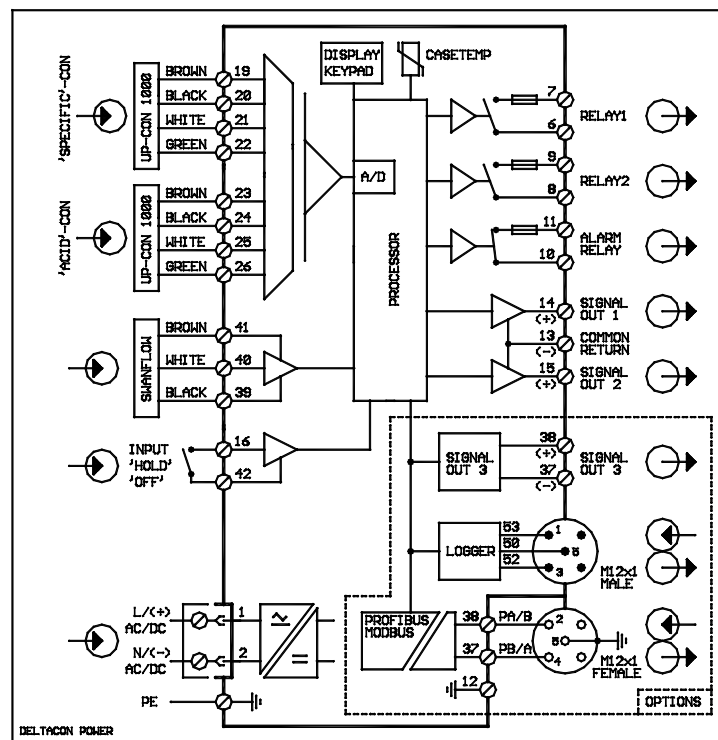 DISPLAY
KEYPAD
CASETEMP
'SPECIFIC'-CON
UP-CON 1000
BROWN 19
BLACK 20
WHITE 21
GREEN 22
7
6
RELAY1
A/D
9
8
RELAY2
'ACID'-CON
UP-CON 1000
BROWN 23
BLACK 24
WHITE 25
GREEN 26
PROCESSOR
11
10
ALARM
RELAY
14
(+)
SIGNAL
OUT 1
13
(-)
COMMON
RETURN
15
(+)
SIGNAL
OUT 2
SWANFLOW
BROWN 41
WHITE 40
BLACK 39
INPUT
'HOLD'
'OFF'
16
42
SIGNAL
OUT 3
38
(+)
37
(-)
SIGNAL
OUT 3
LOGGER
53
50
52
1
5
3
M12x1
MALE
L/(+)
AC/DC
1
N/(-)
AC/DC
2
PE
PROFIBUS
MODBUS
38 PA/B
37 PB/A
12
2
5
4
M12x1
FEMALE
OPTIONS
DELTACON POWER